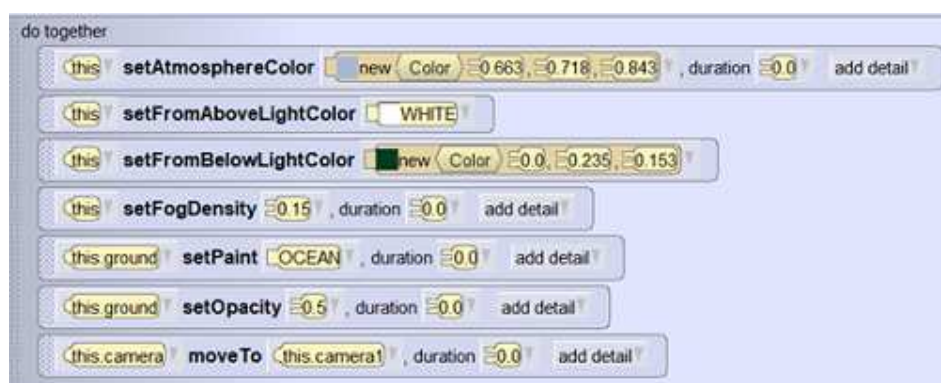 do together
this setAtmosphereColor new Color 0.663, 0.718, 0.843 , duration 0.0 add detail
this setFromAboveLightColor WHITE
this setFromBelowLightColor new Color 0.0, 0.235, 0.153
this setFogDensity 0.15 , duration 0.0 add detail
this.ground setPaint OCEAN , duration 0.0 add detail
this.ground setOpacity 0.5 , duration 0.0 add detail
this.camera moveTo this.camera1 , duration 0.0 add detail